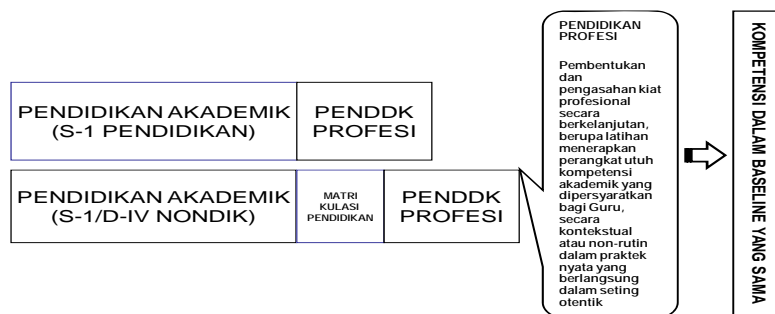 PENDIDIKAN AKADEMIK
(S-1 PENDIDIKAN)
PENDDK
PROFESI
PENDIDIKAN AKADEMIK
(S-1/D-IV NONDIK)
MATRI
KULASI
PENDIDIKAN
PENDDK
PROFESI
PENDIDIKAN
PROFESI
Pembentukan
dan
pengasahan kiat
profesional
secara
berkelanjutan,
berupa latihan
menerapkan
perangkat utuh
kompetensi
akademik yang
dipersyaratkan
bagi Guru,
secara
kontekstual
atau non-rutin
dalam praktek
nyata yang
berlangsung
dalam seting
otentik
KOMPETENSI DALAM BASELINE YANG SAMA